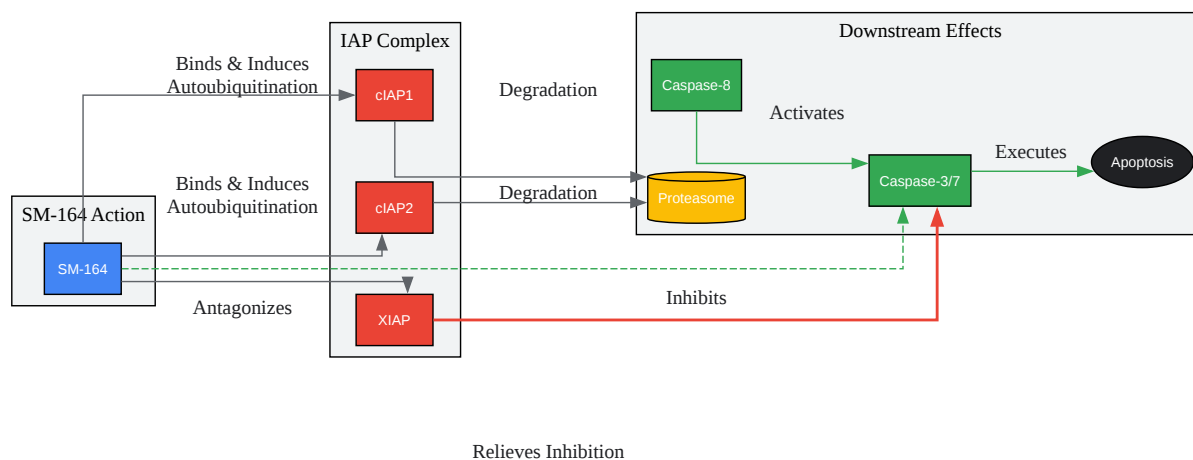 Downstream Effects
IAP Complex
Binds & Induces
Autoubiquitination
cIAP1
Degradation
Caspase-8
Activates
Executes
Apoptosis
Caspase-3/7
Binds & Induces
Autoubiquitination
cIAP2
Degradation
Proteasome
SM-164 Action
SM-164
Antagonizes
XIAP
Inhibits
Relieves Inhibition